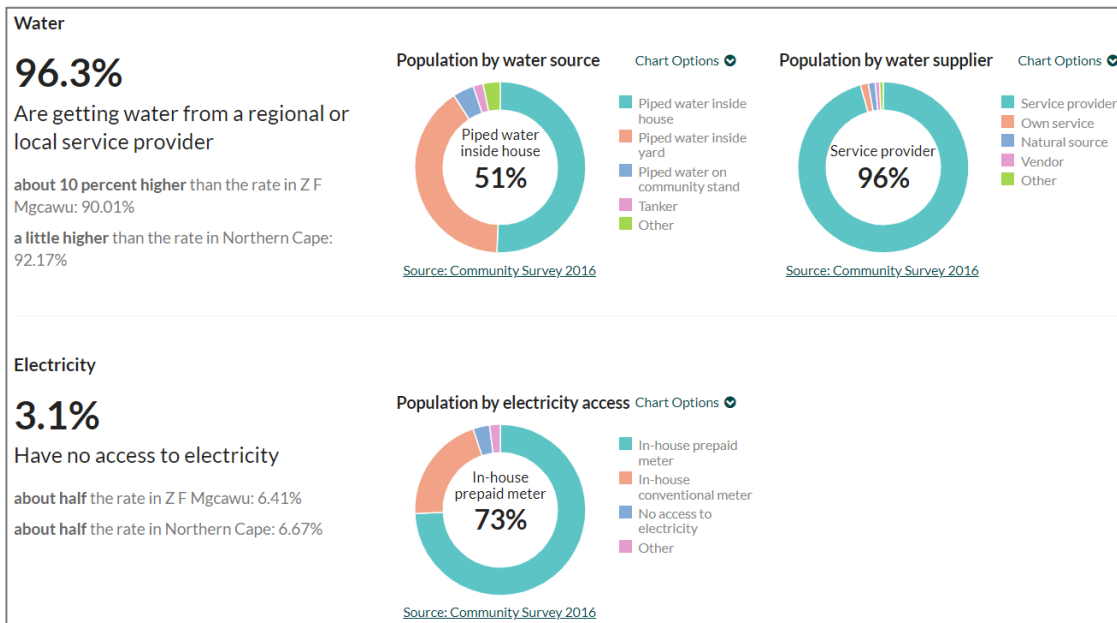 Water
96.3%
Are getting water from a regional or
local service provider
about 10 percent higher than the rate in Z F
Mgcawu: 90.01%
a little higher than the rate in Northern Cape:
92.17%
Population by water source
Chart Options
Piped water
inside house
51%
Piped water inside
house
Piped water inside
yard
Piped water on
community stand
Tanker
Other
Source: Community Survey 2016
Population by water supplier
Chart Options
Service provider
96%
Service provider
Own service
Natural source
Vendor
Other
Source: Community Survey 2016
Electricity
3.1%
Have no access to electricity
about half the rate in Z F Mgcawu: 6.41%
about half the rate in Northern Cape: 6.67%
Population by electricity access
Chart Options
In-house
prepaid meter
73%
In-house prepaid
meter
In-house
conventional meter
No access to
electricity
Other
Source: Community Survey 2016